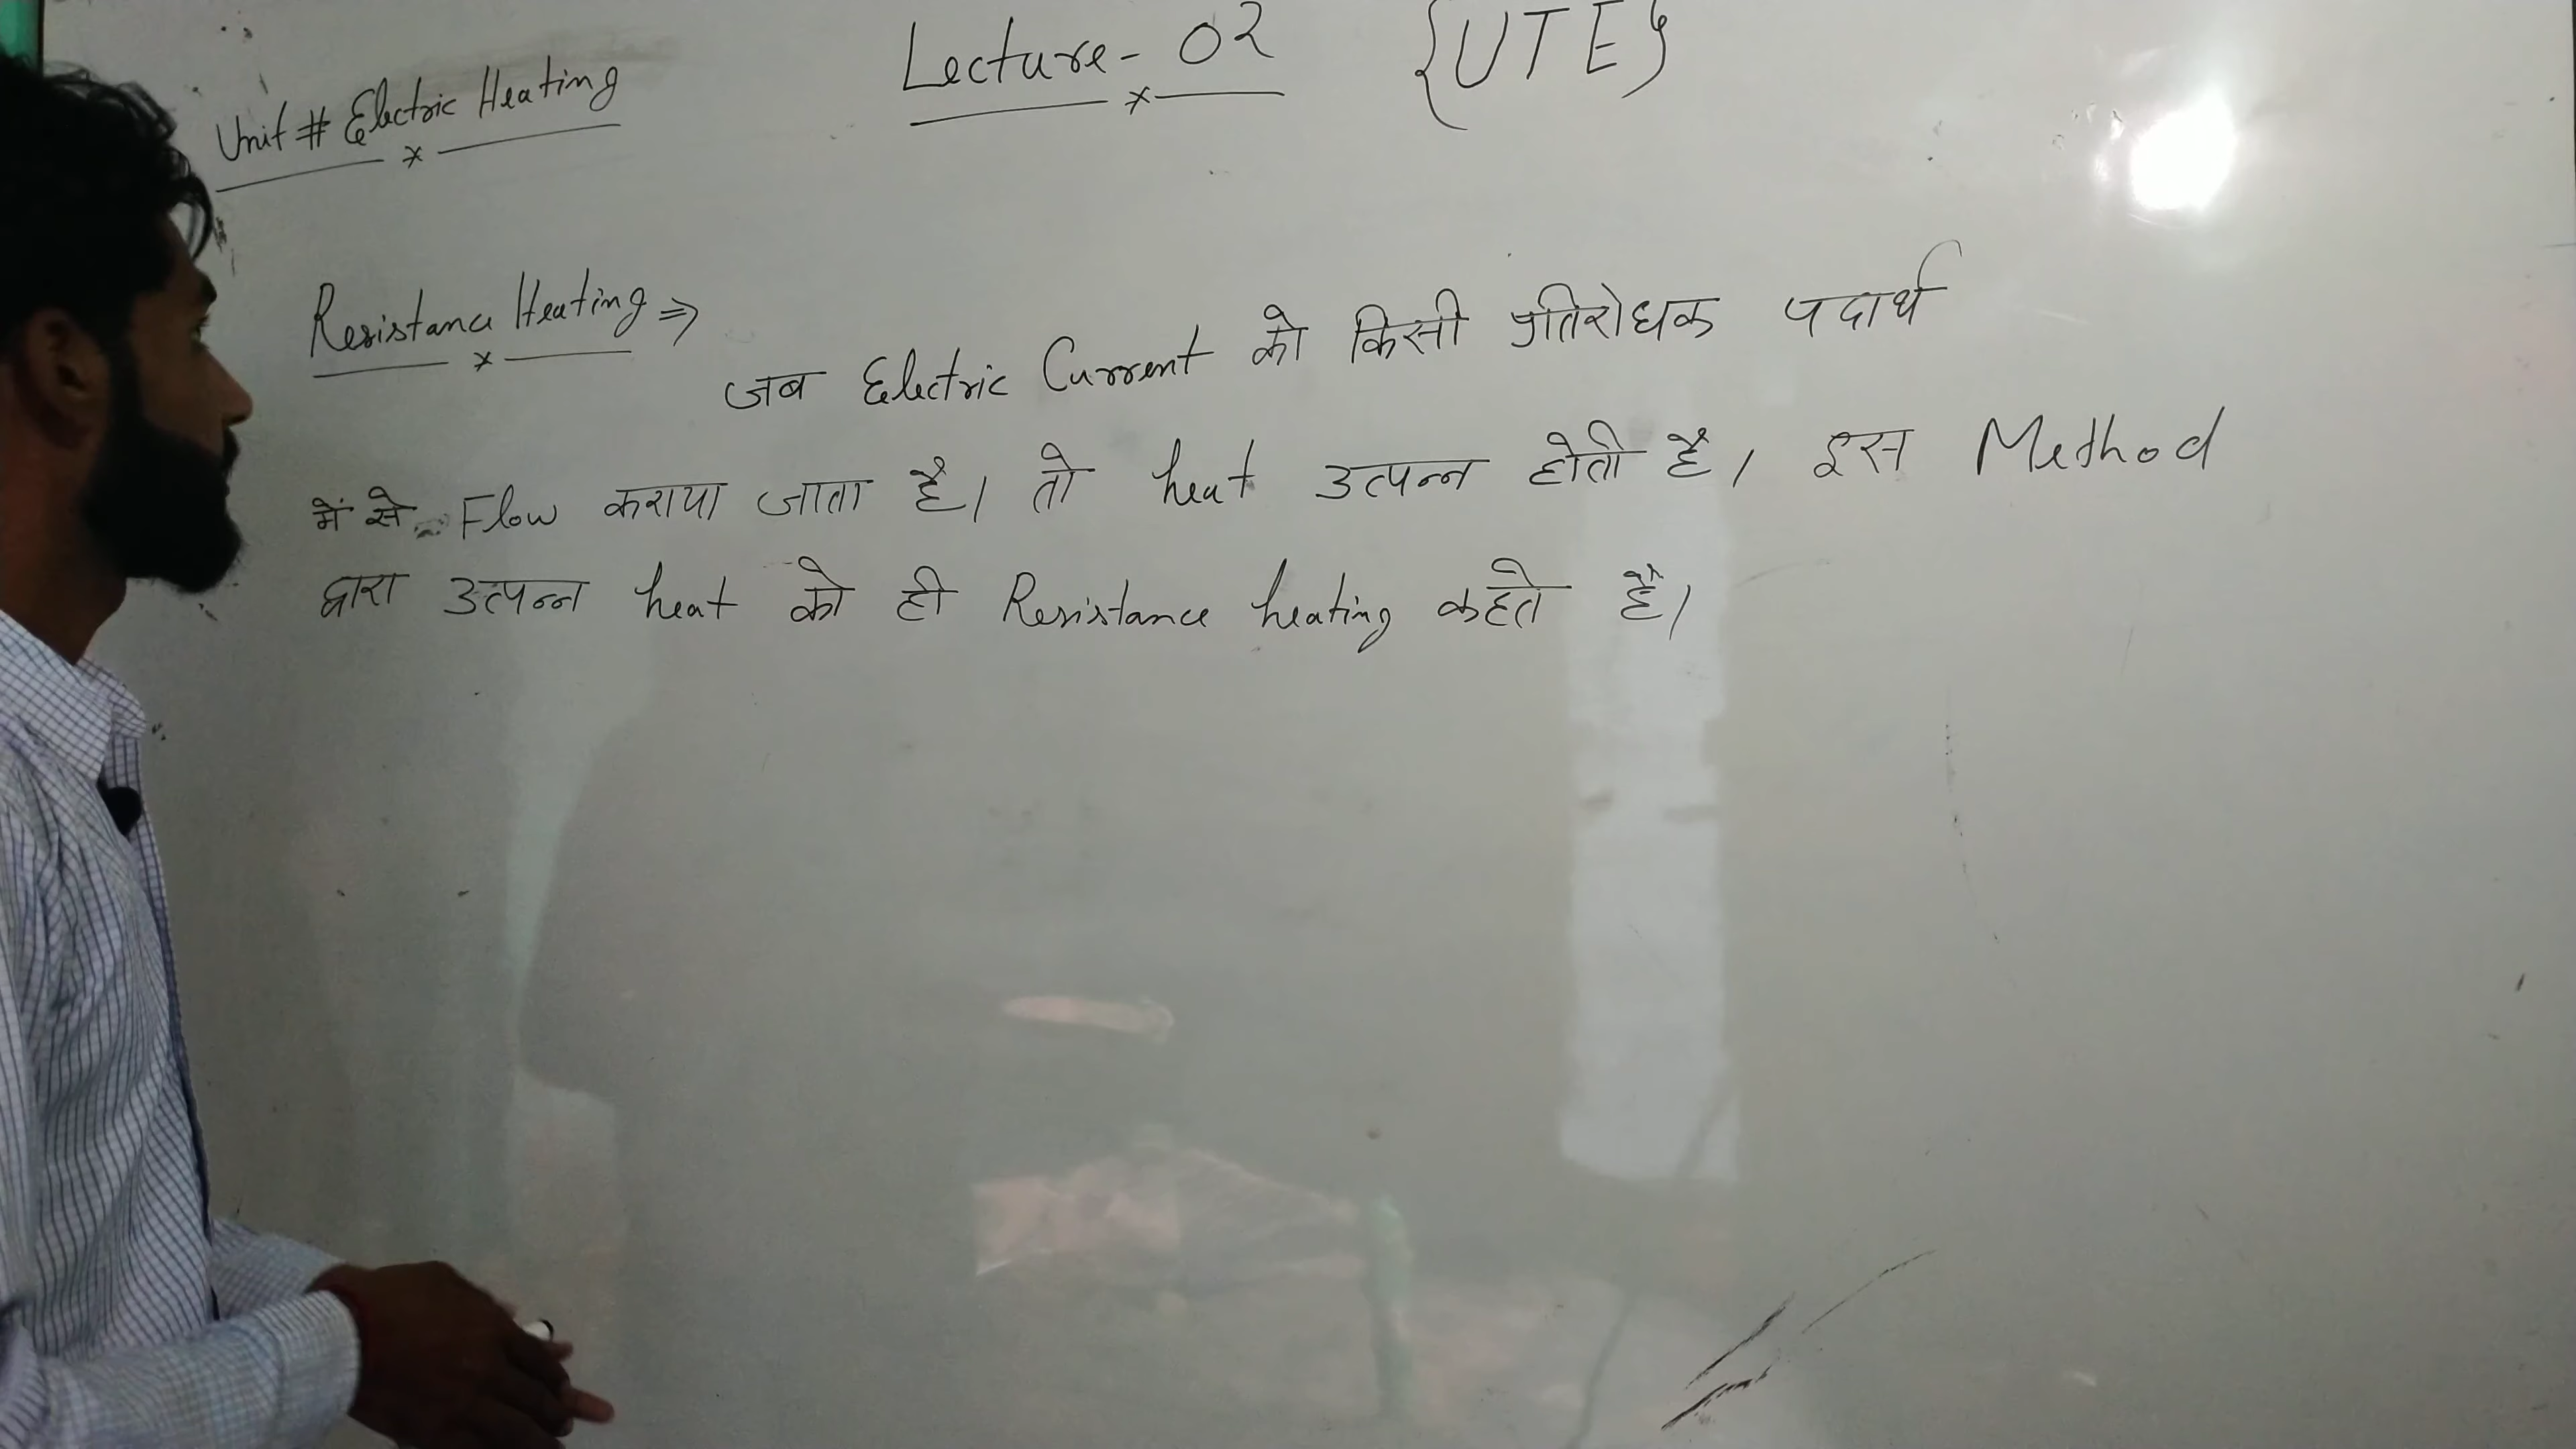 Lecture - 02 {UTE}
Unit # Electric Heating
Resistance Heating ⇒
जब Electric Current को किसी प्रतिरोधक पदार्थ
में से Flow कराया जाता है। तो heat उत्पन्न होती है। इस Method
द्वारा उत्पन्न heat को ही Resistance heating कहते हैं।